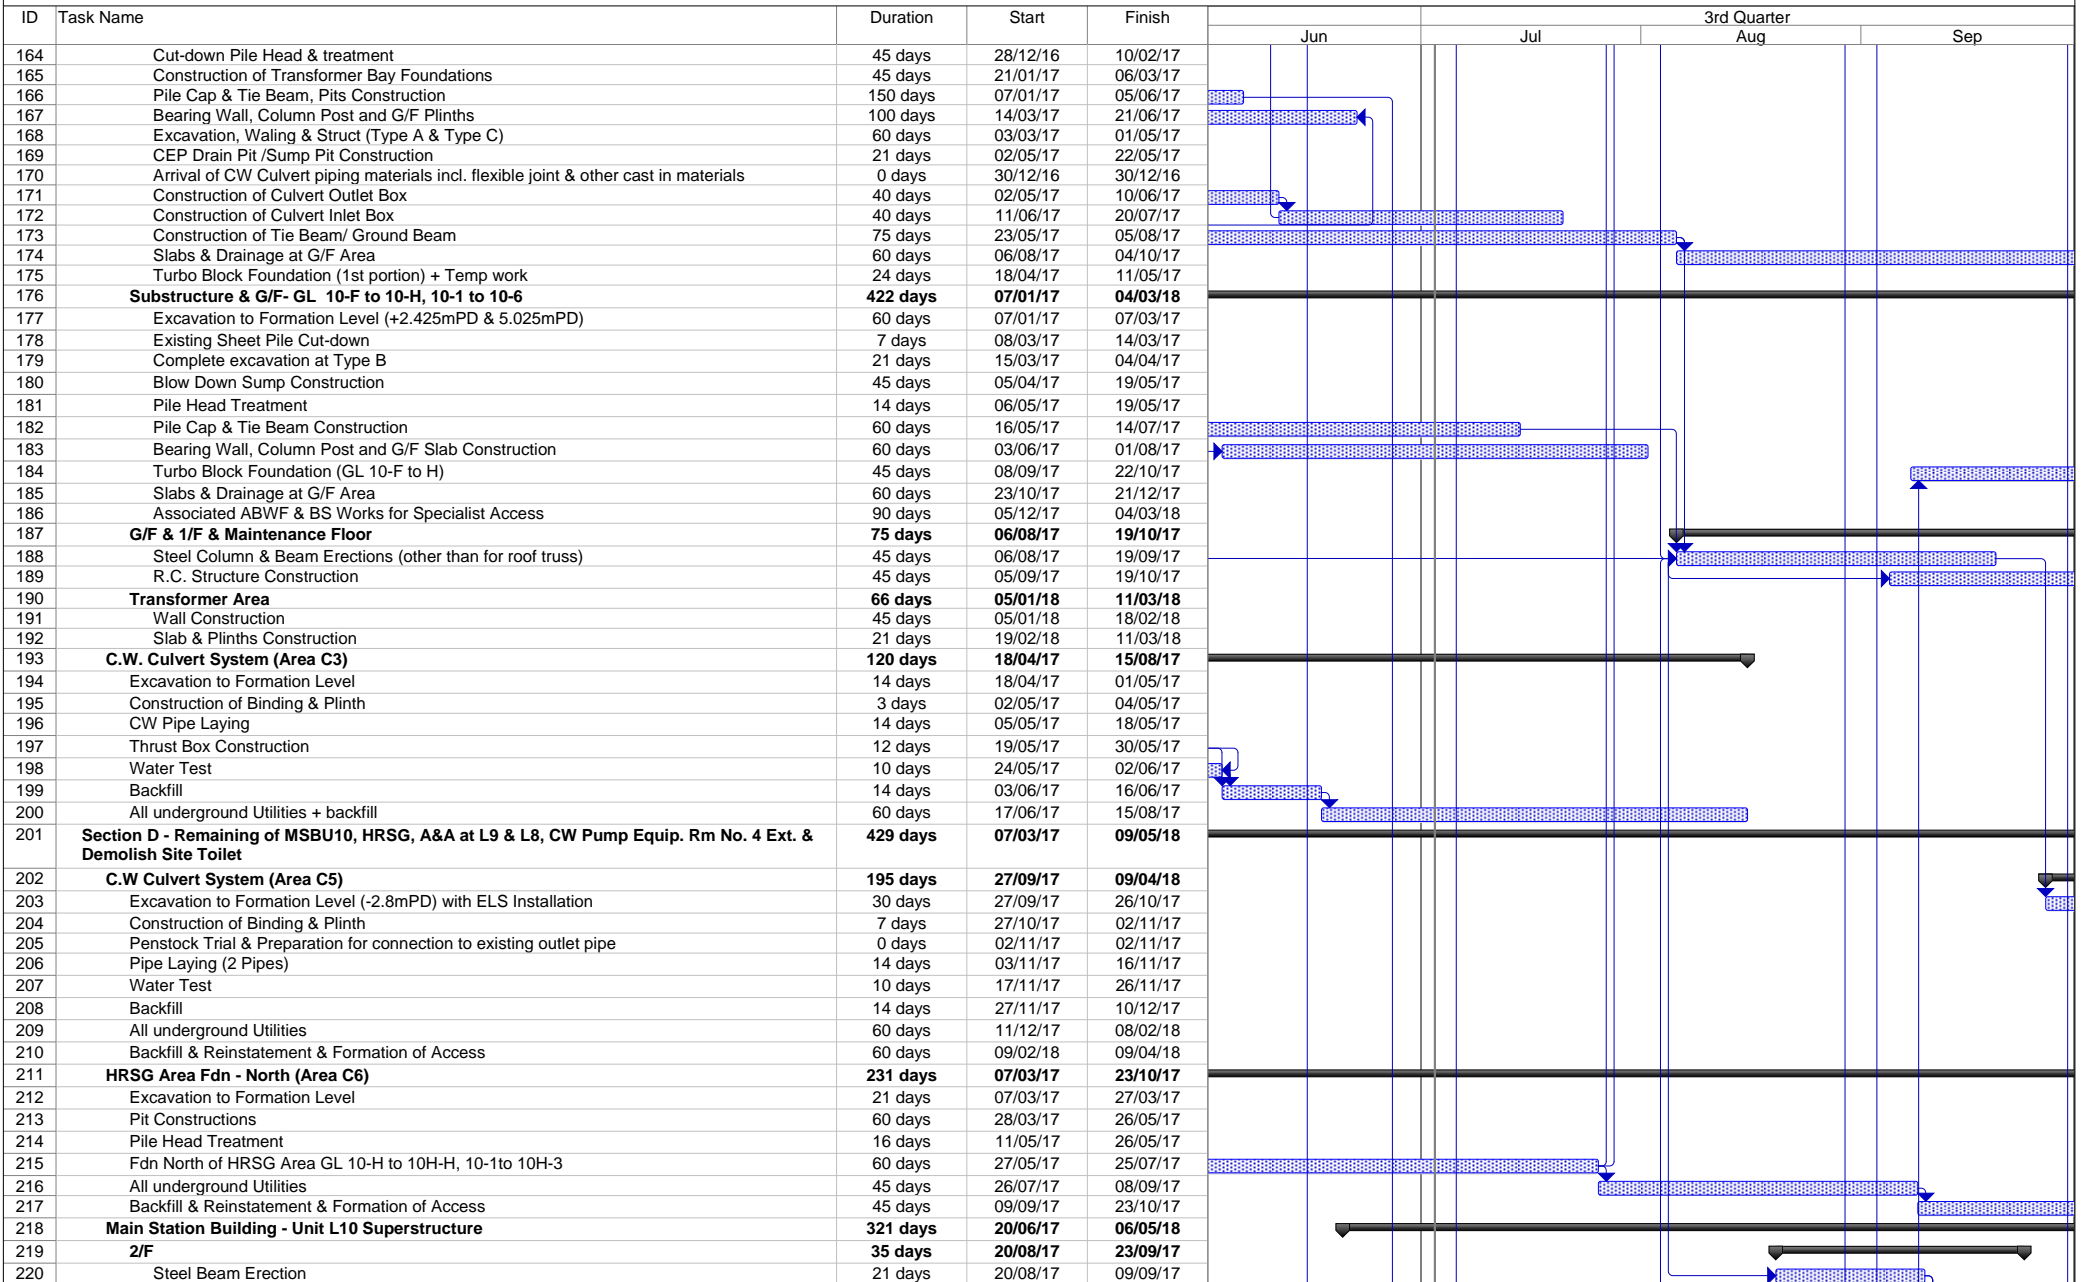 ID Task Name Duration Start Finish 3rd Quarter
Jun Jul Aug Sep
164 Cut-down Pile Head & treatment 45 days 28/12/16 10/02/17
165 Construction of Transformer Bay Foundations 45 days 21/01/17 06/03/17
166 Pile Cap & Tie Beam, Pits Construction 150 days 07/01/17 05/06/17
167 Bearing Wall, Column Post and G/F Plinths 100 days 14/03/17 21/06/17
168 Excavation, Waling & Struct (Type A & Type C) 60 days 03/03/17 01/05/17
169 CEP Drain Pit /Sump Pit Construction 21 days 02/05/17 22/05/17
170 Arrival of CW Culvert piping materials incl. flexible joint & other cast in materials 0 days 30/12/16 30/12/16
171 Construction of Culvert Outlet Box 40 days 02/05/17 10/06/17
172 Construction of Culvert Inlet Box 40 days 11/06/17 20/07/17
173 Construction of Tie Beam/ Ground Beam 75 days 23/05/17 05/08/17
174 Slabs & Drainage at G/F Area 60 days 06/08/17 04/10/17
175 Turbo Block Foundation (1st portion) + Temp work 24 days 18/04/17 11/05/17
176 Substructure & G/F- GL 10-F to 10-H, 10-1 to 10-6 422 days 07/01/17 04/03/18
177 Excavation to Formation Level (+2.425mPD & 5.025mPD) 60 days 07/01/17 07/03/17
178 Existing Sheet Pile Cut-down 7 days 08/03/17 14/03/17
179 Complete excavation at Type B 21 days 15/03/17 04/04/17
180 Blow Down Sump Construction 45 days 05/04/17 19/05/17
181 Pile Head Treatment 14 days 06/05/17 19/05/17
182 Pile Cap & Tie Beam Construction 60 days 16/05/17 14/07/17
183 Bearing Wall, Column Post and G/F Slab Construction 60 days 03/06/17 01/08/17
184 Turbo Block Foundation (GL 10-F to H) 45 days 08/09/17 22/10/17
185 Slabs & Drainage at G/F Area 60 days 23/10/17 21/12/17
186 Associated ABWF & BS Works for Specialist Access 90 days 05/12/17 04/03/18
187 G/F & 1/F & Maintenance Floor 75 days 06/08/17 19/10/17
188 Steel Column & Beam Erections (other than for roof truss) 45 days 06/08/17 19/09/17
189 R.C. Structure Construction 45 days 05/09/17 19/10/17
190 Transformer Area 66 days 05/01/18 11/03/18
191 Wall Construction 45 days 05/01/18 18/02/18
192 Slab & Plinths Construction 21 days 19/02/18 11/03/18
193 C.W. Culvert System (Area C3) 120 days 18/04/17 15/08/17
194 Excavation to Formation Level 14 days 18/04/17 01/05/17
195 Construction of Binding & Plinth 3 days 02/05/17 04/05/17
196 CW Pipe Laying 14 days 05/05/17 18/05/17
197 Thrust Box Construction 12 days 19/05/17 30/05/17
198 Water Test 10 days 24/05/17 02/06/17
199 Backfill 14 days 03/06/17 16/06/17
200 All underground Utilities + backfill 60 days 17/06/17 15/08/17
201 Section D - Remaining of MSBU10, HRSG, A&A at L9 & L8, CW Pump Equip. Rm No. 4 Ext. & 429 days 07/03/17 09/05/18
Demolish Site Toilet
202 C.W Culvert System (Area C5) 195 days 27/09/17 09/04/18
203 Excavation to Formation Level (-2.8mPD) with ELS Installation 30 days 27/09/17 26/10/17
204 Construction of Binding & Plinth 7 days 27/10/17 02/11/17
205 Penstock Trial & Preparation for connection to existing outlet pipe 0 days 02/11/17 02/11/17
206 Pipe Laying (2 Pipes) 14 days 03/11/17 16/11/17
207 Water Test 10 days 17/11/17 26/11/17
208 Backfill 14 days 27/11/17 10/12/17
209 All underground Utilities 60 days 11/12/17 08/02/18
210 Backfill & Reinstatement & Formation of Access 60 days 09/02/18 09/04/18
211 HRSG Area Fdn - North (Area C6) 231 days 07/03/17 23/10/17
212 Excavation to Formation Level 21 days 07/03/17 27/03/17
213 Pit Constructions 60 days 28/03/17 26/05/17
214 Pile Head Treatment 16 days 11/05/17 26/05/17
215 Fdn North of HRSG Area GL 10-H to 10H-H, 10-1to 10H-3 60 days 27/05/17 25/07/17
216 All underground Utilities 45 days 26/07/17 08/09/17
217 Backfill & Reinstatement & Formation of Access 45 days 09/09/17 23/10/17
218 Main Station Building - Unit L10 Superstructure 321 days 20/06/17 06/05/18
219 2/F 35 days 20/08/17 23/09/17
220 Steel Beam Erection 21 days 20/08/17 09/09/17